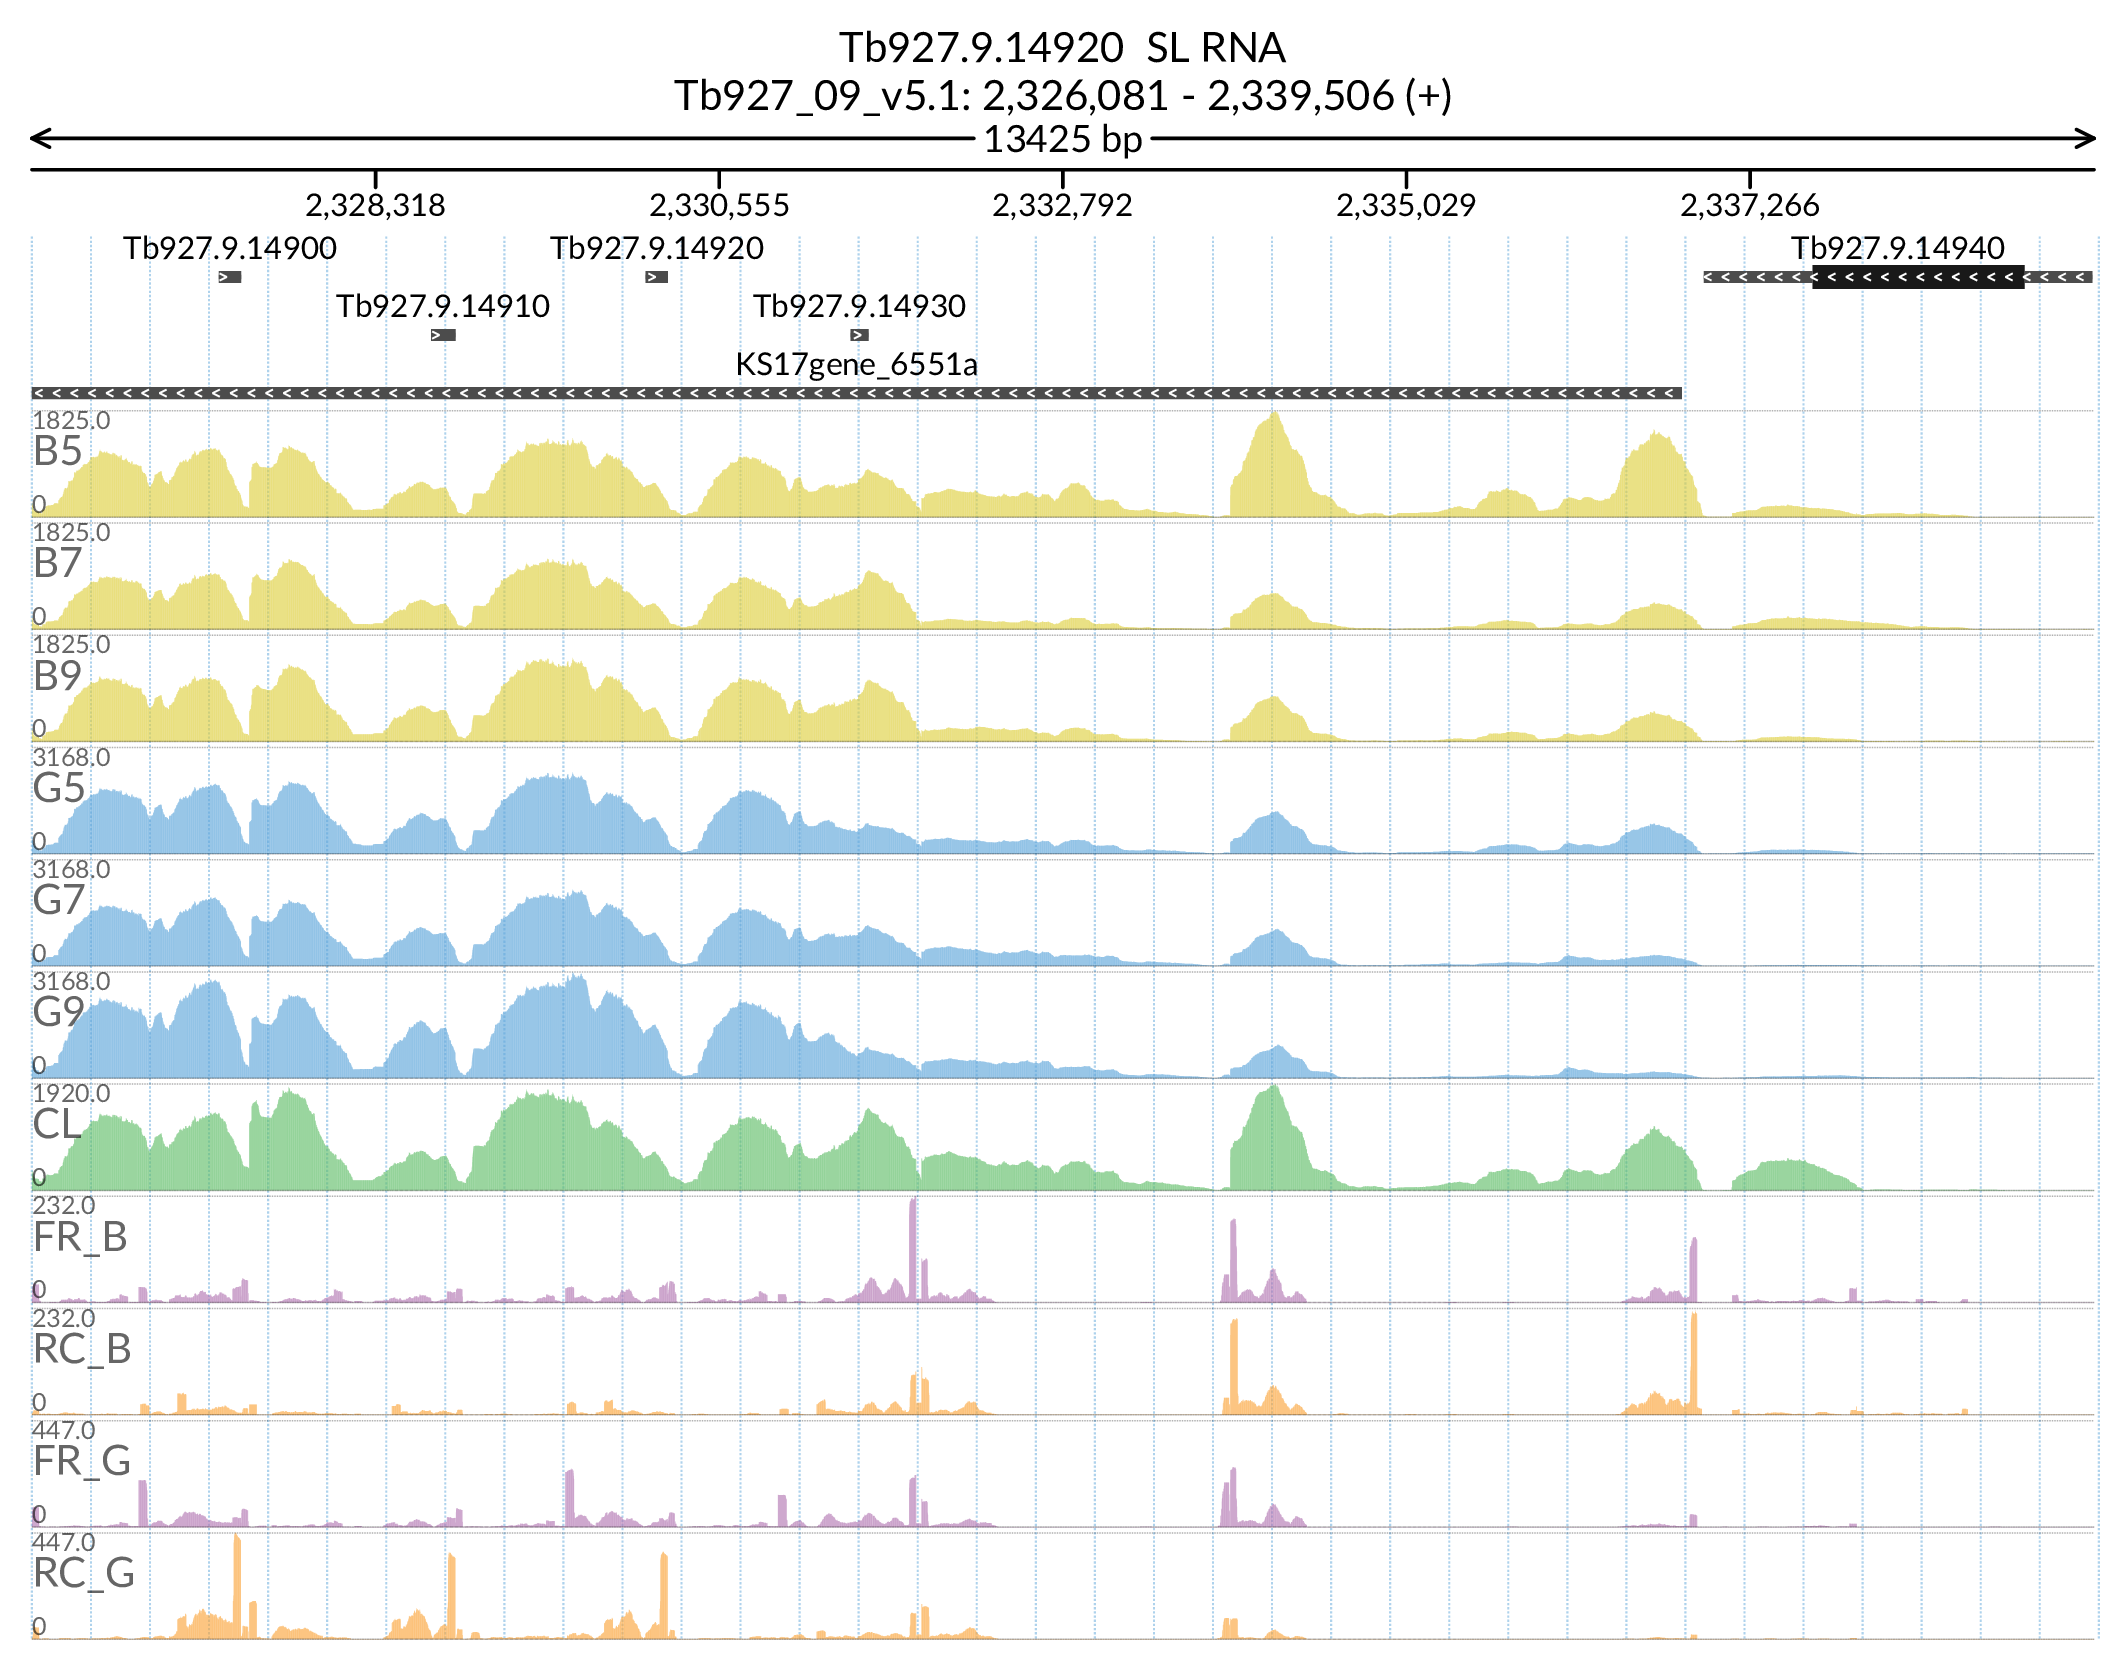 Tb927.9.14920 SL RNA
Tb927_09_v5.1: 2,326,081 - 2,339,506 (+)
13425 bp
2,328,318 2,330,555 2,332,792 2,335,029 2,337,266
Tb927.9.14900 Tb927.9.14920 Tb927.9.14940
Tb927.9.14910 Tb927.9.14930
KS17gene_6551a
1825.0
B5
0
1825.0
B7
0
1825.0
B9
0
3168.0
G5
0
3168.0
G7
0
3168.0
G9
0
1920.0
CL
0
232.0
FR_B
0
232.0
RC_B
0
447.0
FR_G
0
447.0
RC_G
0